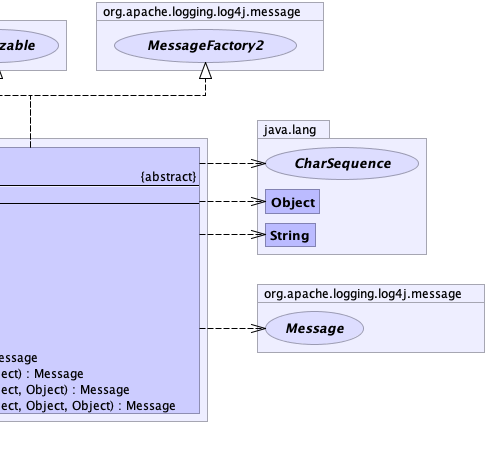 org.apache.logging.log4j.message
zable
MessageFactory2
java.lang
CharSequence
{abstract}
Object
String
org.apache.logging.log4j.message
Message
essage
ect) : Message
ect, Object) : Message
ect, Object, Object) : Message